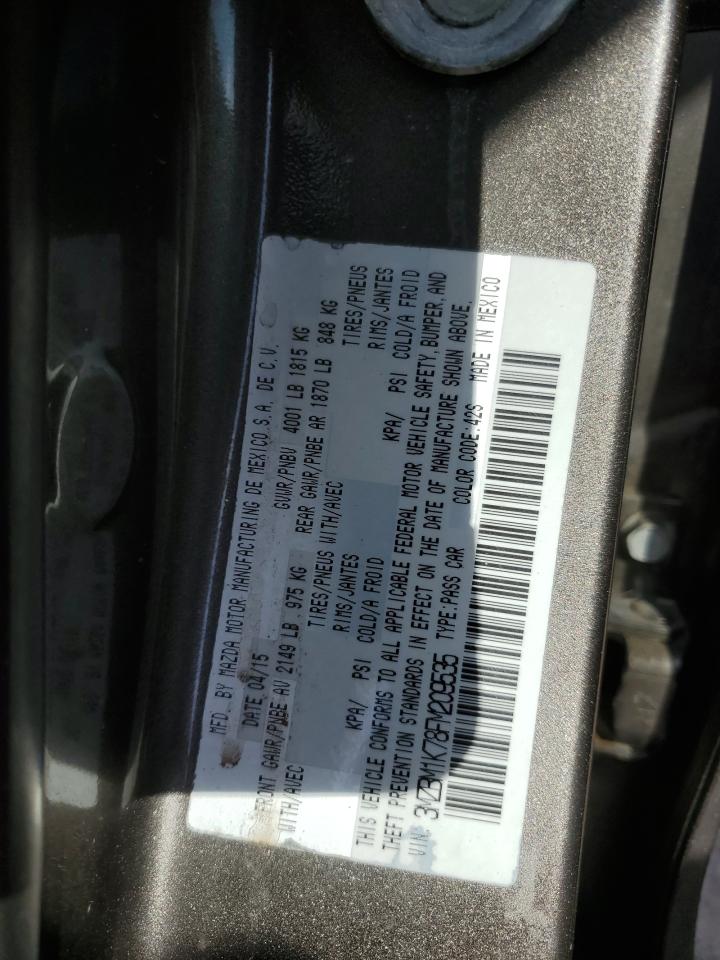 MFD. BY MAZDA MOTOR MANUFACTURING DE MEXICO S.A. DE C.V.
DATE 04/15 GVWR/PNBV 4001 LB 1815 KG
FRONT GAWR/PNBE AV 2149 LB 975 KG REAR GAWR/PNBE AR 1870 LB 848 KG
WITH/AVEC TIRES/PNEUS WITH/AVEC TIRES/PNEUS
RIMS/JANTES RIMS/JANTES
KPA/ PSI COLD/A FROID KPA/ PSI COLD/A FROID
THIS VEHICLE CONFORMS TO ALL APPLICABLE FEDERAL MOTOR VEHICLE SAFETY, BUMPER, AND
THEFT PREVENTION STANDARDS IN EFFECT ON THE DATE OF MANUFACTURE SHOWN ABOVE.
VIN: 3MZBM1K78FM209535 TYPE:PASS CAR COLOR CODE:42S MADE IN MEXICO